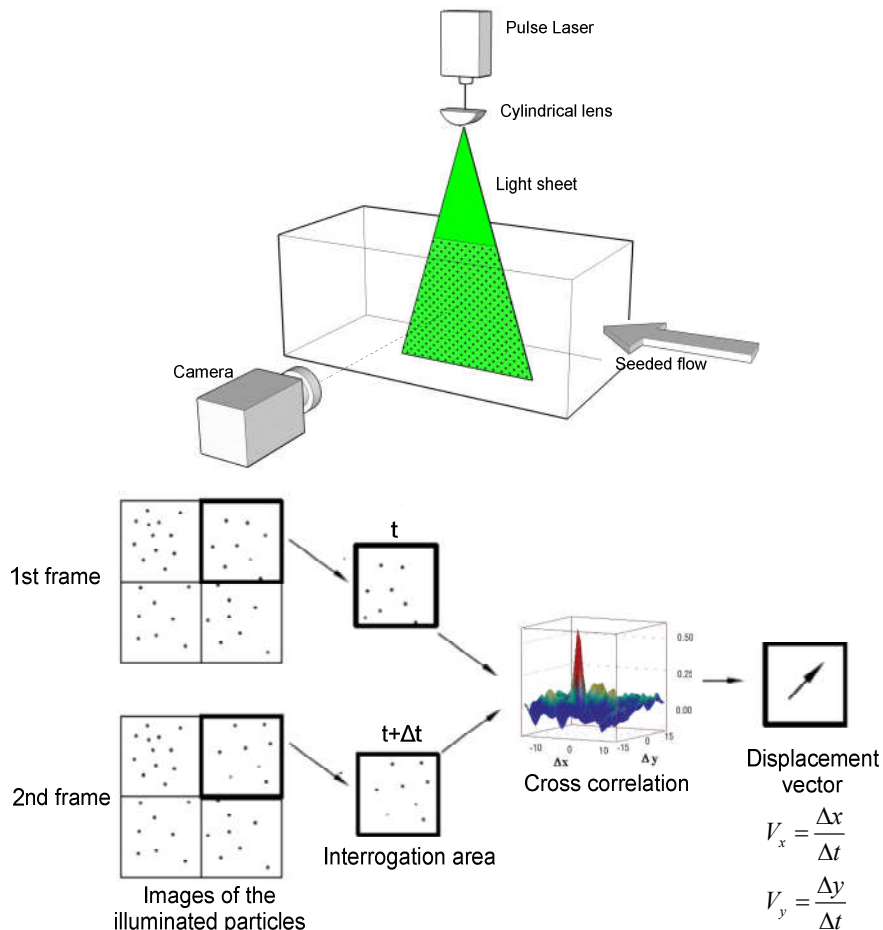 Pulse Laser
Cylindrical lens
Light sheet
Seeded flow
Camera
1st frame
t
0.50
0.25
0.00
-10 0 10 -15 0 15
Δx Δy
Cross correlation
2nd frame
t+Δt
Interrogation area
Images of the
illuminated particles
Displacement
vector
V_x = Δx/Δt
V_y = Δy/Δt